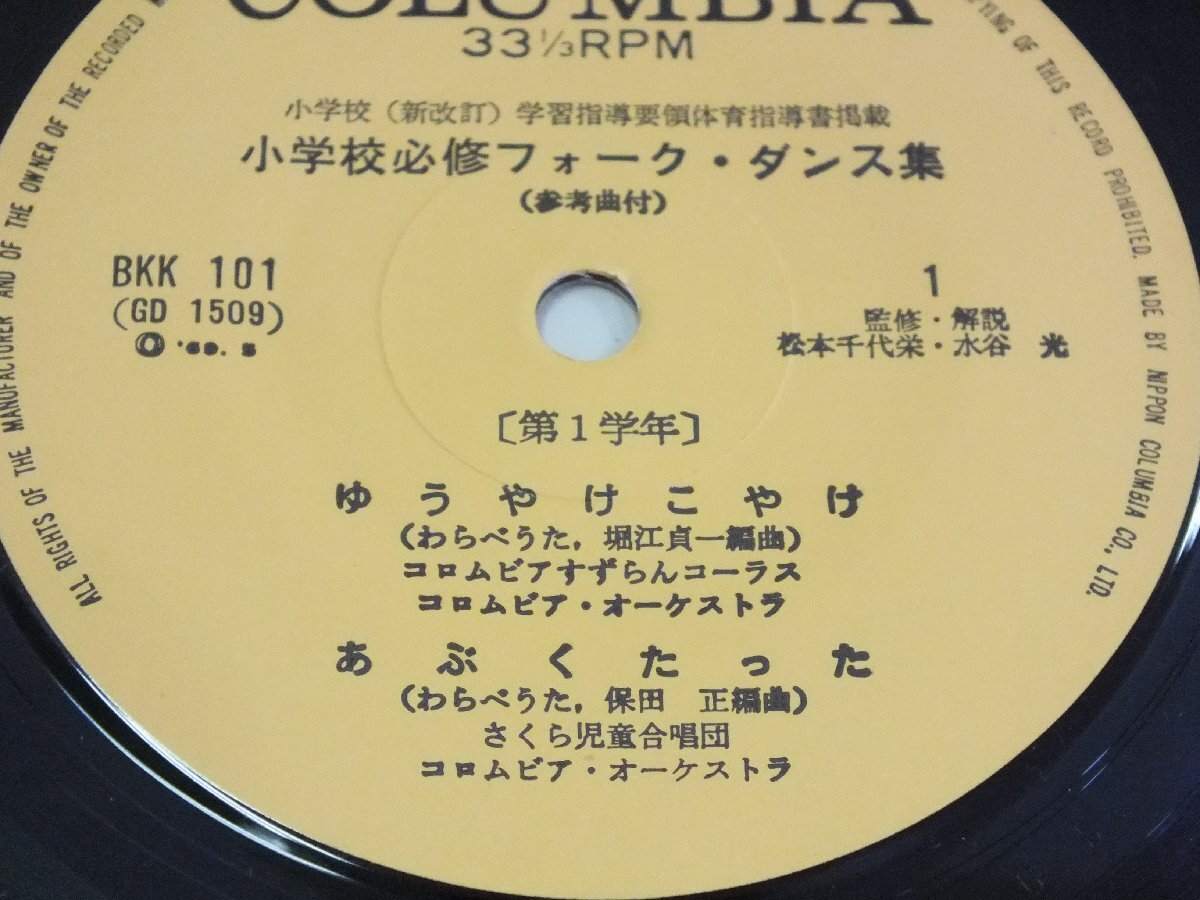 COLUMBIA
33 1/3 RPM
小学校（新改訂）学習指導要領体育指導書掲載
小学校必修フォーク・ダンス集
（参考曲付）
BKK 101
(GD 1509)
1
監修・解説
松本千代栄・水谷 光
〔第1学年〕
ゆうやけこやけ
（わらべうた，堀江貞一編曲）
コロムビアすずらんコーラス
コロムビア・オーケストラ
あぶくたった
（わらべうた，保田 正編曲）
さくら児童合唱団
コロムビア・オーケストラ
ALL RIGHTS OF THE MANUFACTURER AND OF THE OWNER OF THE RECORDED
OF THIS RECORD PROHIBITED. MADE BY NIPPON COLUMBIA CO., LTD.